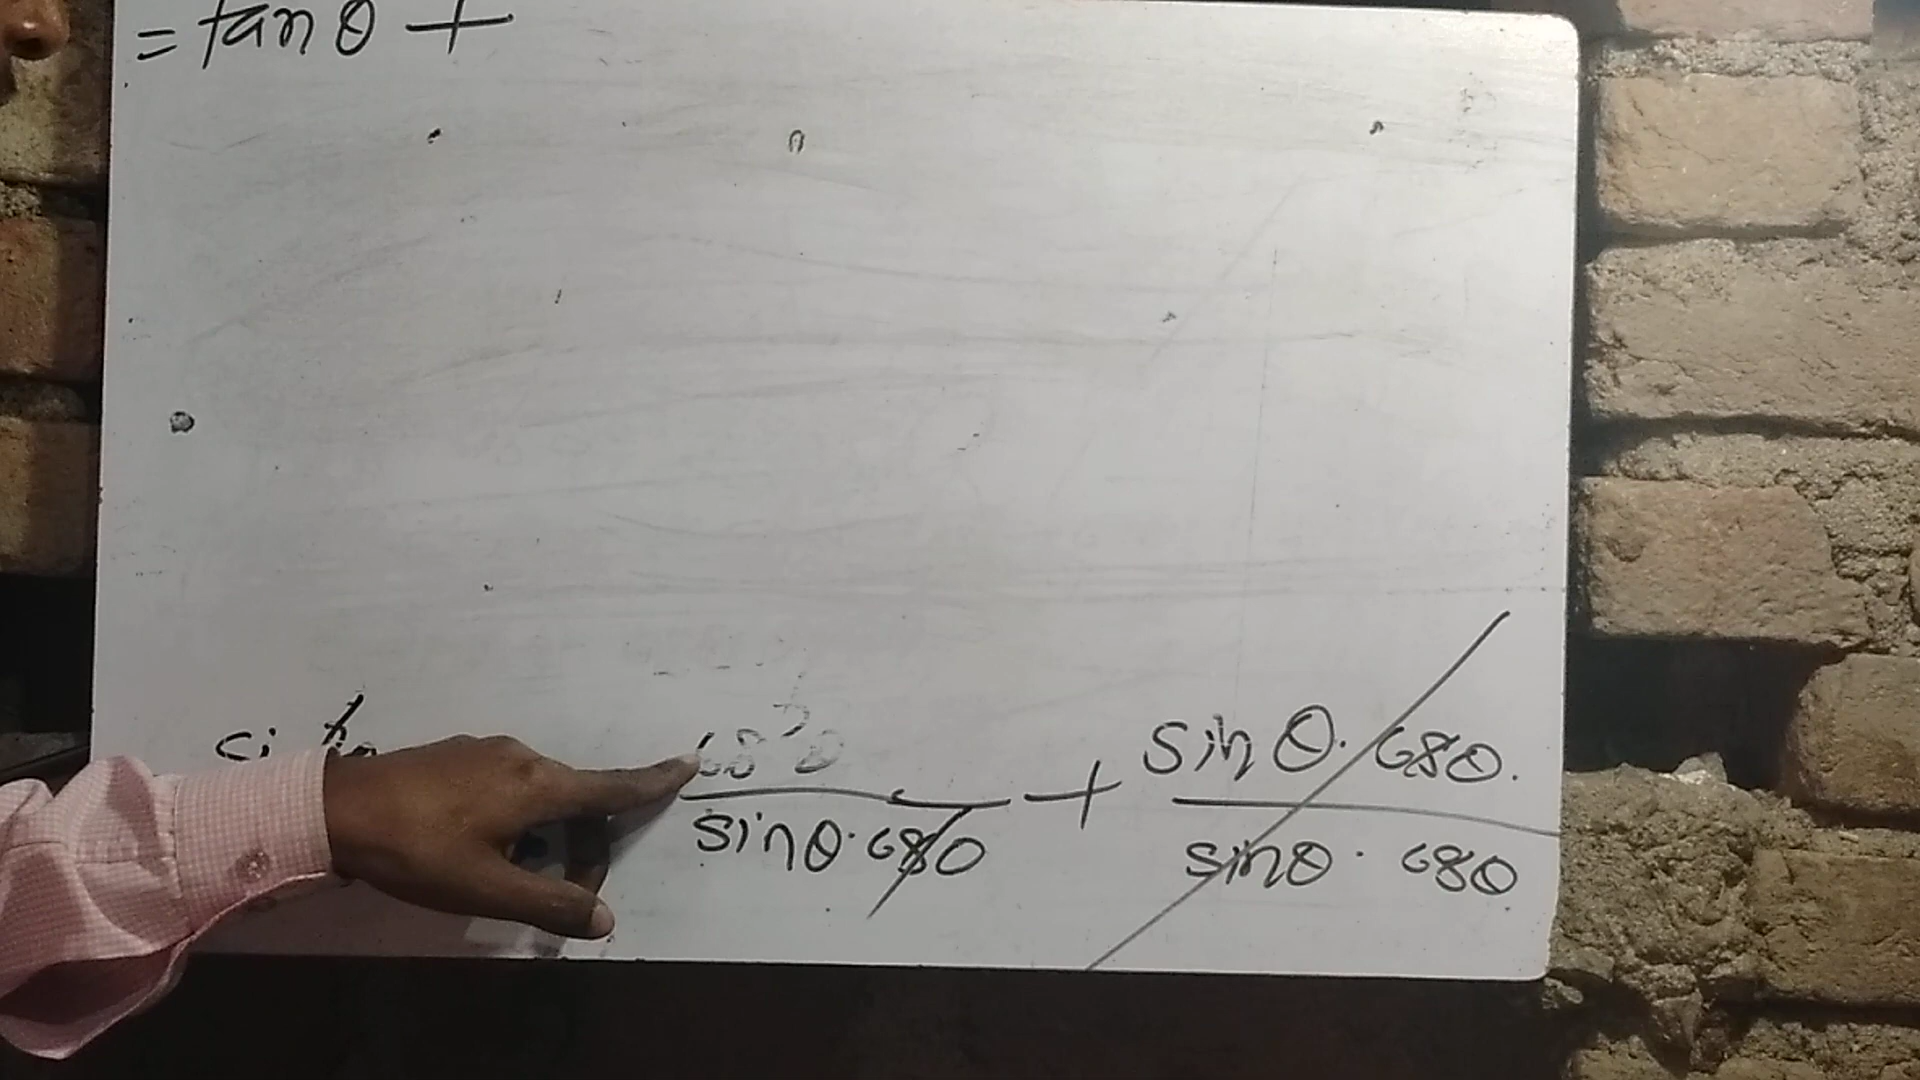 = tan θ +
cos²θ + sin θ. cosθ.
sinθ. cosθ sinθ. cosθ